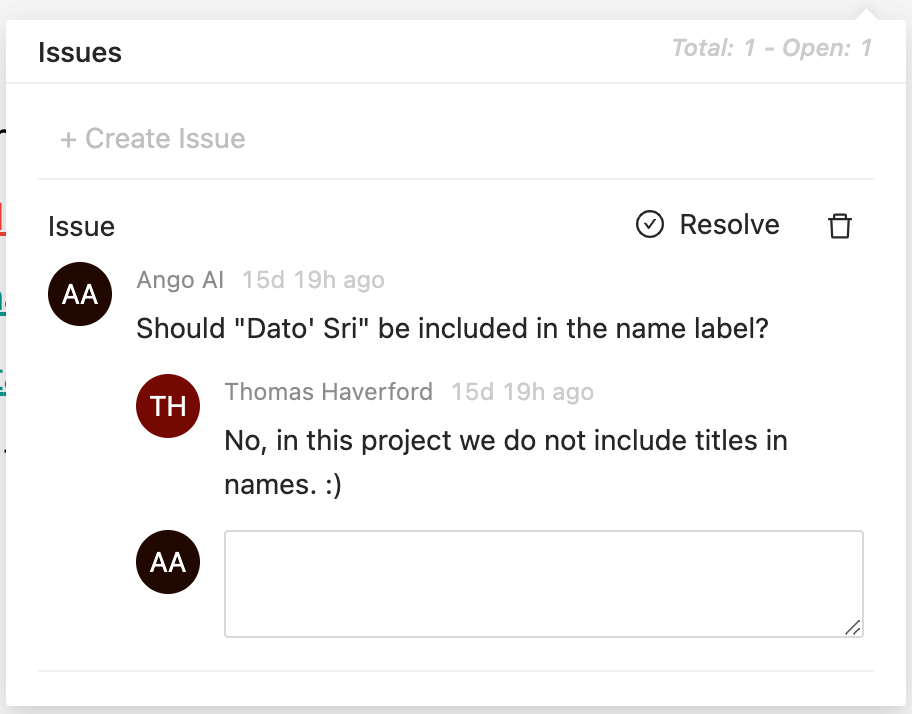 Issues
Total: 1 - Open: 1
+ Create Issue
Issue
Resolve
AA
Ango AI 15d 19h ago
Should "Dato' Sri" be included in the name label?
TH
Thomas Haverford 15d 19h ago
No, in this project we do not include titles in
names. :)
AA